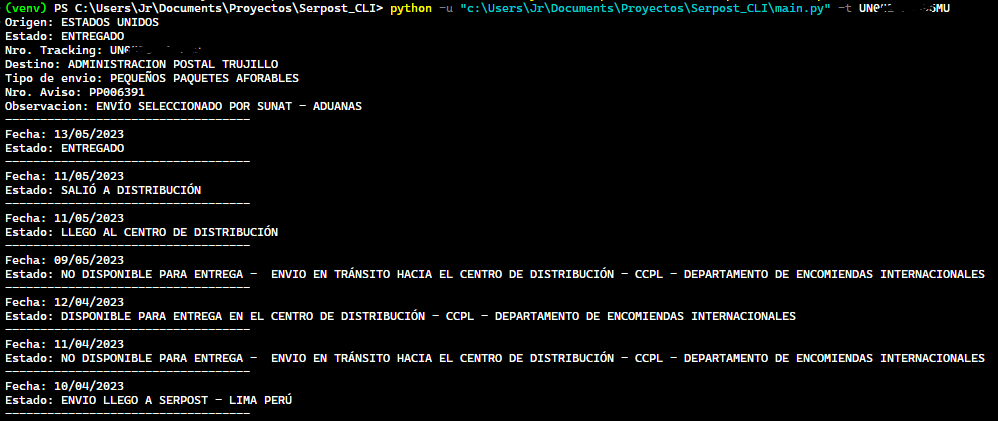 (venv) PS C:\Users\Jr\Documents\Proyectos\Serpost_CLI> python -u "c:\Users\Jr\Documents\Proyectos\Serpost_CLI\main.py" -t
Origen: ESTADOS UNIDOS
Estado: ENTREGADO
Nro. Tracking:
Destino: ADMINISTRACION POSTAL TRUJILLO
Tipo de envio: PEQUEÑOS PAQUETES AFORABLES
Nro. Aviso: PP006391
Observacion: ENVÍO SELECCIONADO POR SUNAT - ADUANAS
-----------------------------------
Fecha: 13/05/2023
Estado: ENTREGADO
-----------------------------------
Fecha: 11/05/2023
Estado: SALIÓ A DISTRIBUCIÓN
-----------------------------------
Fecha: 11/05/2023
Estado: LLEGO AL CENTRO DE DISTRIBUCIÓN
-----------------------------------
Fecha: 09/05/2023
Estado: NO DISPONIBLE PARA ENTREGA -  ENVIO EN TRÁNSITO HACIA EL CENTRO DE DISTRIBUCIÓN - CCPL - DEPARTAMENTO DE ENCOMIENDAS INTERNACIONALES
-----------------------------------
Fecha: 12/04/2023
Estado: DISPONIBLE PARA ENTREGA EN EL CENTRO DE DISTRIBUCIÓN - CCPL - DEPARTAMENTO DE ENCOMIENDAS INTERNACIONALES
-----------------------------------
Fecha: 11/04/2023
Estado: NO DISPONIBLE PARA ENTREGA -  ENVIO EN TRÁNSITO HACIA EL CENTRO DE DISTRIBUCIÓN - CCPL - DEPARTAMENTO DE ENCOMIENDAS INTERNACIONALES
-----------------------------------
Fecha: 10/04/2023
Estado: ENVIO LLEGO A SERPOST - LIMA PERÚ
-----------------------------------